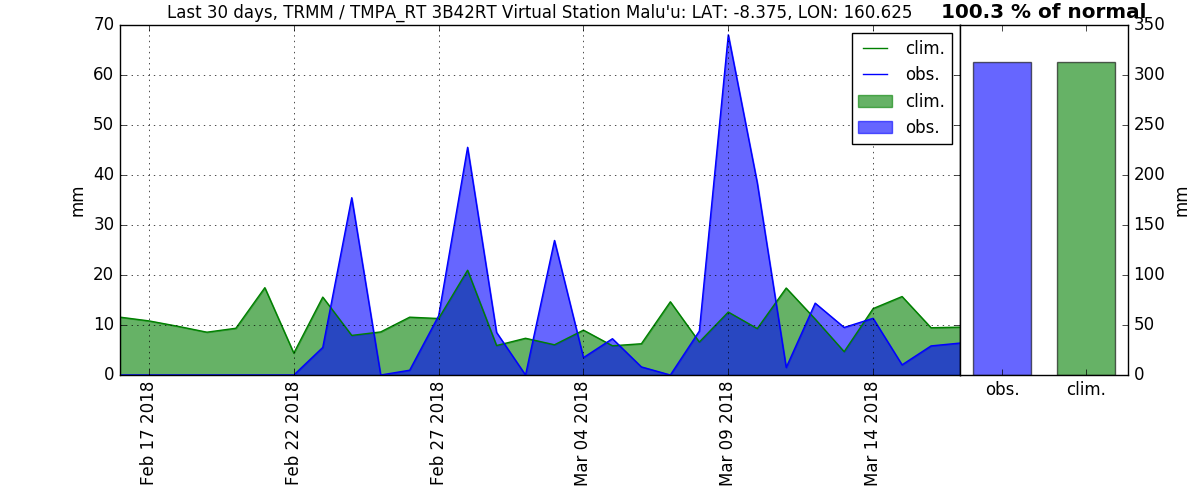 Last 30 days, TRMM / TMPA_RT 3B42RT Virtual Station Malu'u: LAT: -8.375, LON: 160.625
100.3 % of normal
70
60
50
40
30
20
10
0
mm
clim.
obs.
clim.
obs.
Feb 17 2018
Feb 22 2018
Feb 27 2018
Mar 04 2018
Mar 09 2018
Mar 14 2018
350
300
250
200
150
100
50
0
mm
obs.
clim.